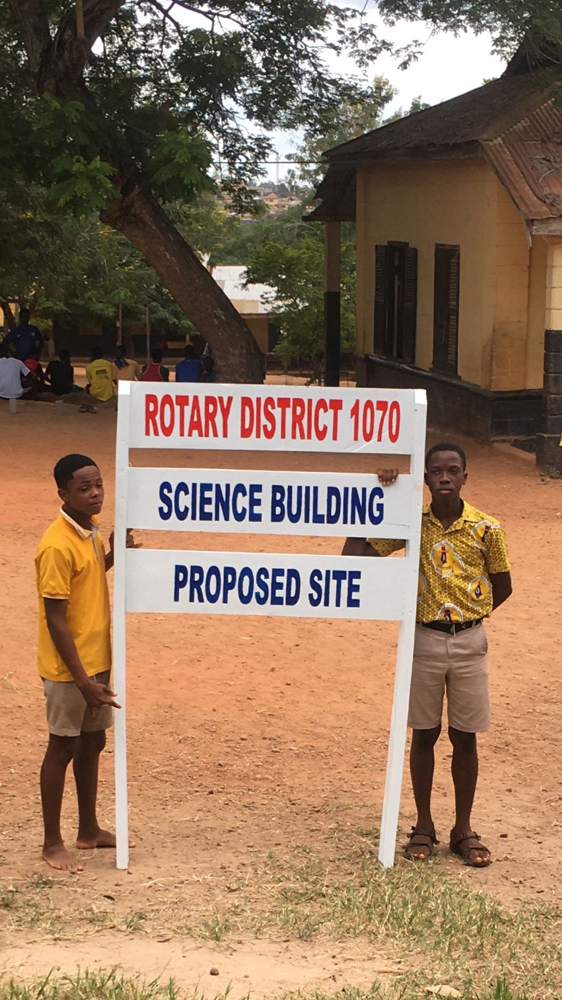 ROTARY DISTRICT 1070
SCIENCE BUILDING
PROPOSED SITE